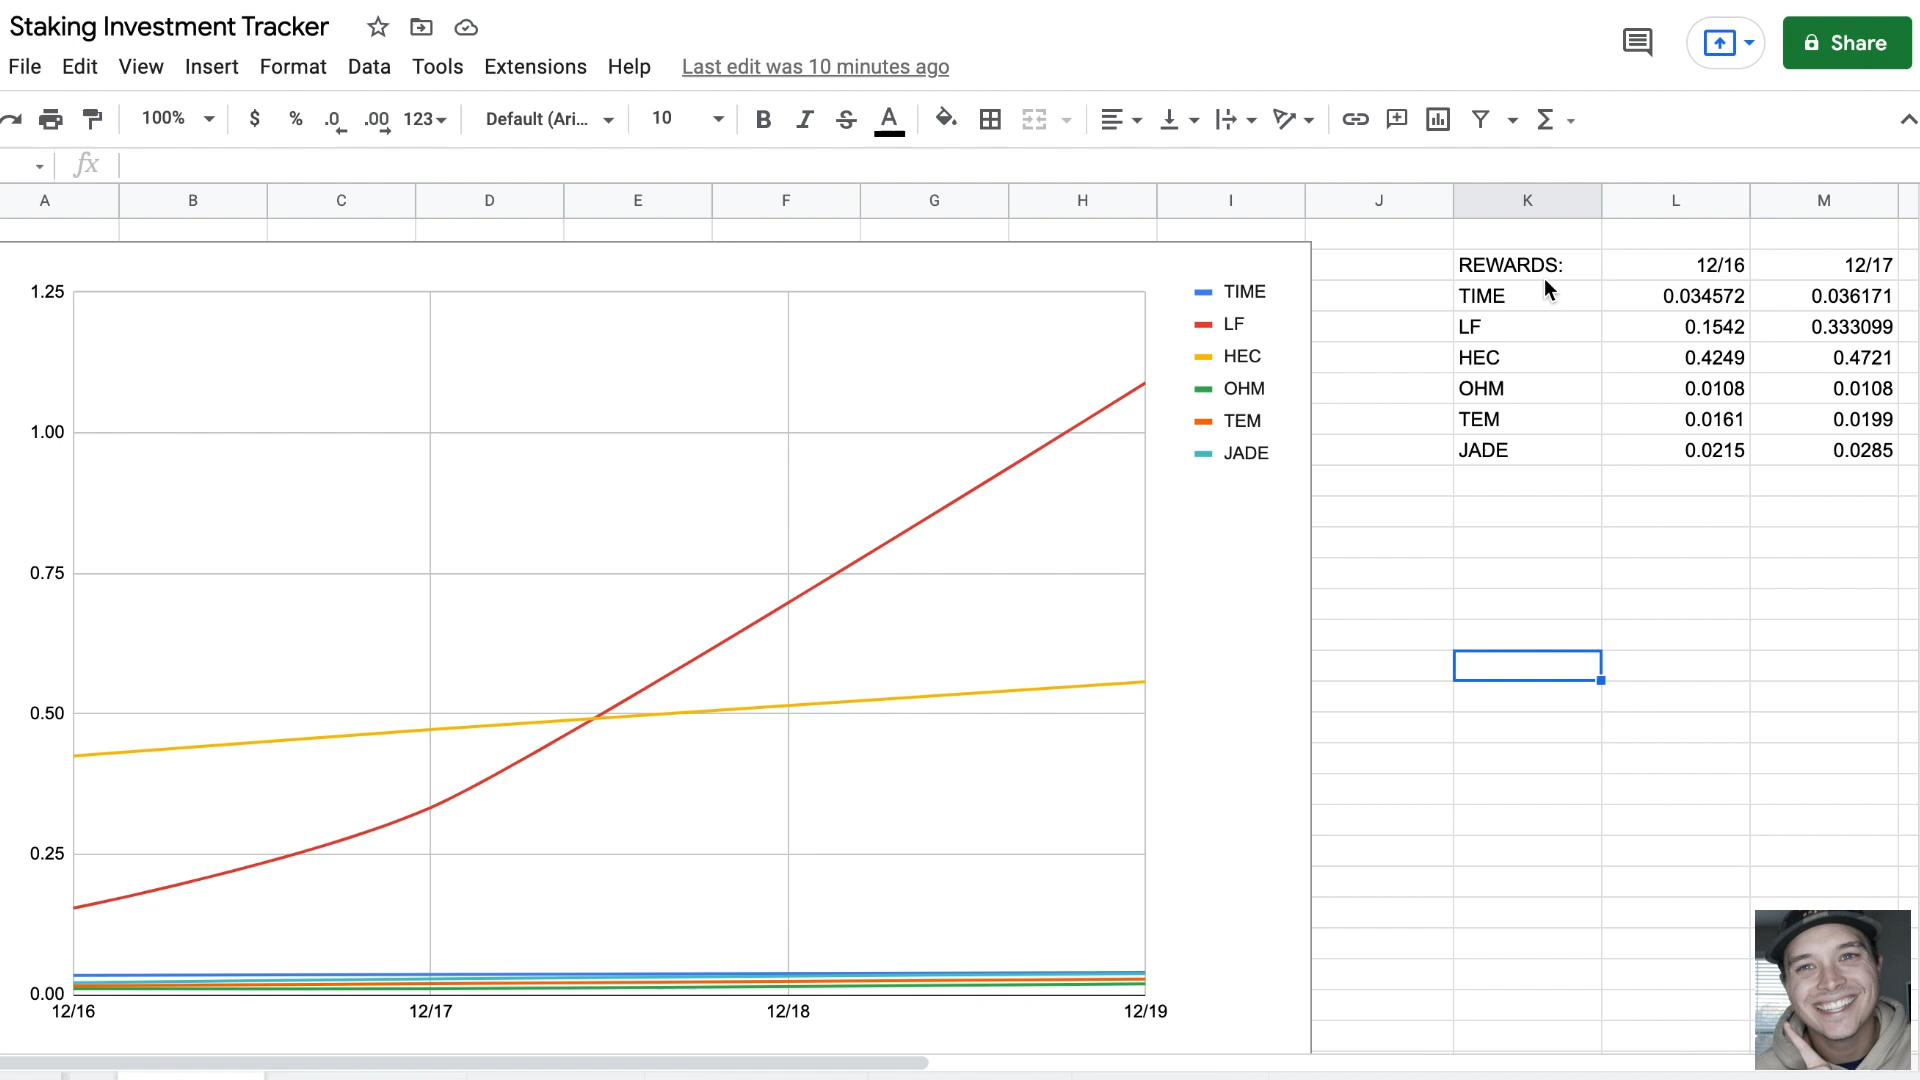 Staking Investment Tracker
File Edit View Insert Format Data Tools Extensions Help Last edit was 10 minutes ago
Share
100% $ % .0 .00 123 Default (Ari... 10 B I S A Σ
fx
A B C D E F G H I J K L M
REWARDS: 12/16 12/17
TIME 0.034572 0.036171
LF 0.1542 0.333099
HEC 0.4249 0.4721
OHM 0.0108 0.0108
TEM 0.0161 0.0199
JADE 0.0215 0.0285
TIME
LF
HEC
OHM
TEM
JADE
1.25
1.00
0.75
0.50
0.25
0.00
12/16 12/17 12/18 12/19